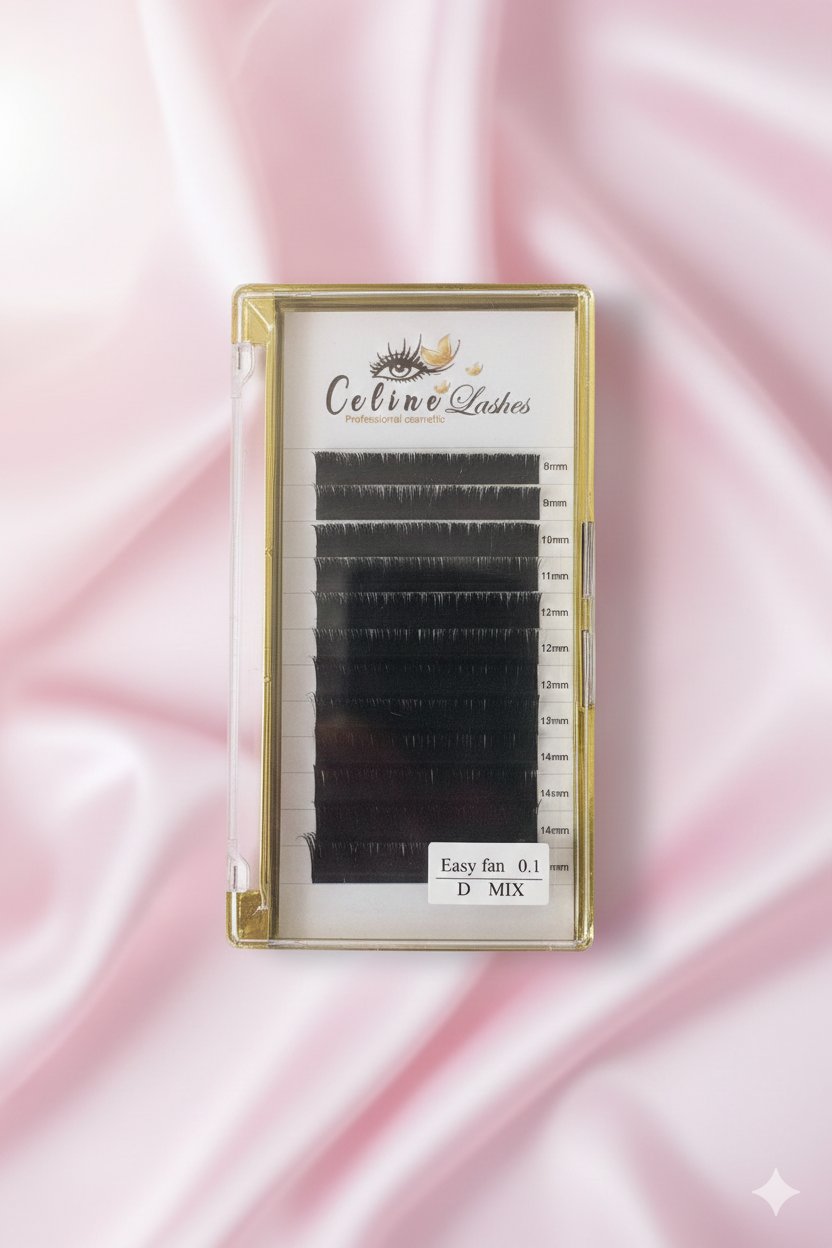 Celine Lashes
Professional cosmetic
8mm
9mm
10mm
11mm
12mm
12mm
13mm
13mm
14mm
14mm
14mm
mm
Easy fan 0.1
D MIX